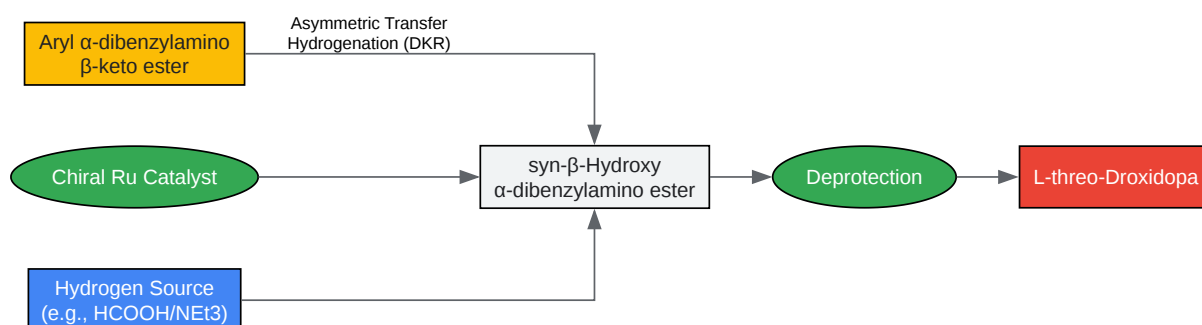 Asymmetric Transfer
Hydrogenation (DKR)
Aryl α-dibenzylamino
β-keto ester
Chiral Ru Catalyst
syn-β-Hydroxy
α-dibenzylamino ester
Deprotection
L-threo-Droxidopa
Hydrogen Source
(e.g., HCOOH/NEt3)